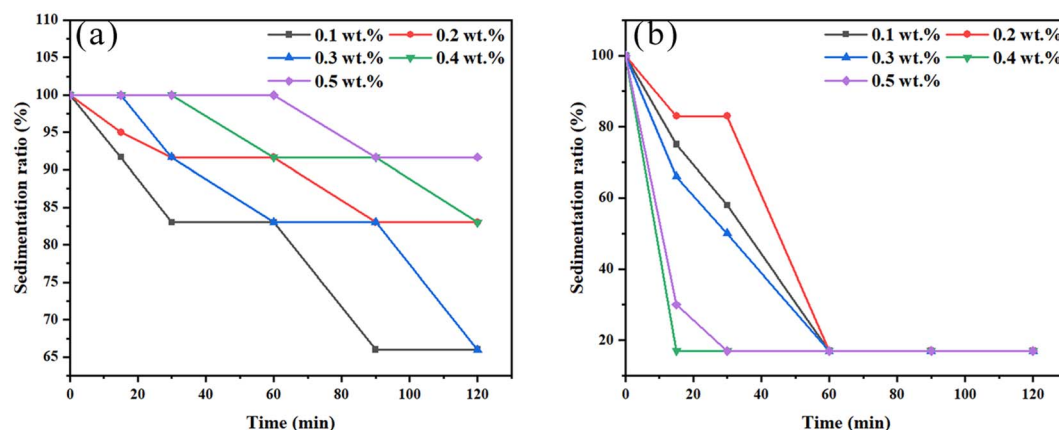 (a)
0.1 wt.% 0.2 wt.%
0.3 wt.% 0.4 wt.%
0.5 wt.%
110
105
100
95
90
85
80
75
70
65
Sedimentation ratio (%)
0 20 40 60 80 100 120
Time (min)
(b)
0.1 wt.% 0.2 wt.%
0.3 wt.% 0.4 wt.%
0.5 wt.%
100
80
60
40
20
Sedimentation ratio (%)
0 20 40 60 80 100 120
Time (min)